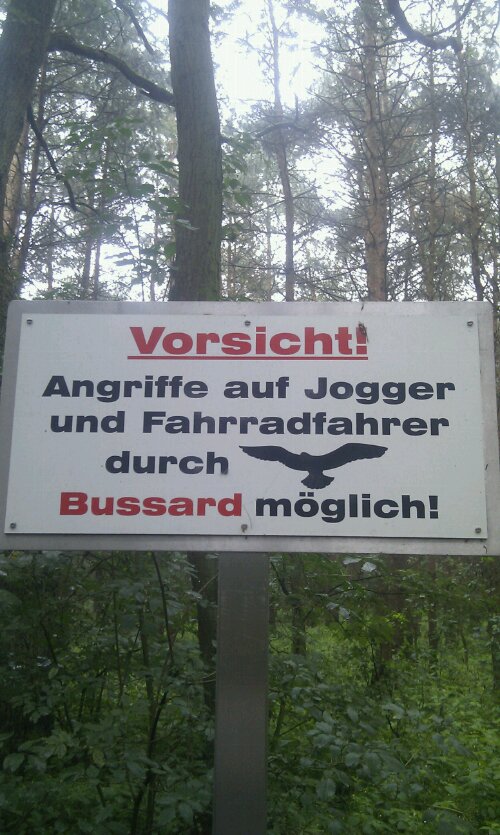 Vorsicht!
Angriffe auf Jogger
und Fahrradfahrer
durch
Bussard möglich!